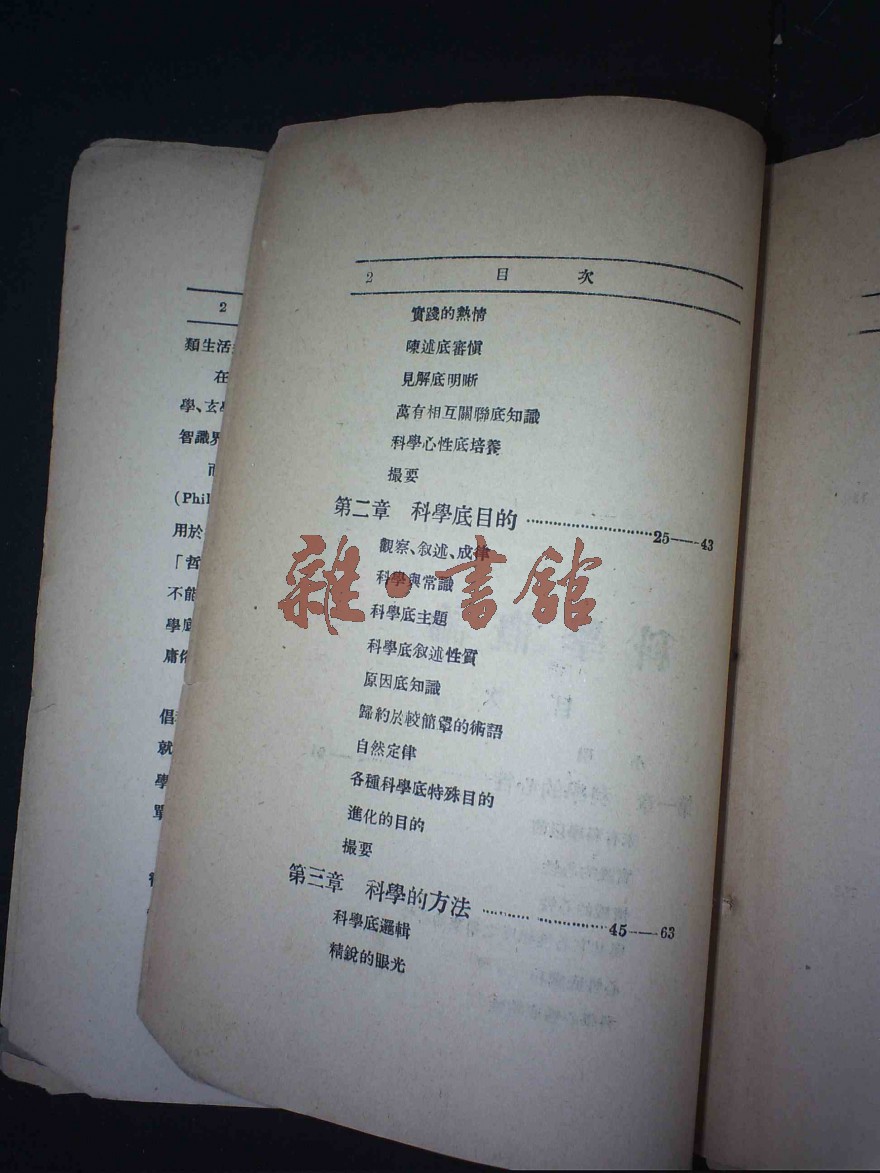 2 目次
實踐的熱情
陳述底審愼
見解底明晰
萬有相互關聯底知識
科學心性底培養
撮要
第二章 科學底目的 ………………… 25——43
觀察、叙述、成律
科學與常識
科學底主題
科學底叙述性質
原因底知識
歸約於較簡單的術語
自然定律
各種科學底特殊目的
進化的目的
撮要
第三章 科學的方法 ………………… 45——63
科學底邏輯
精銳的眼光
雜·書館
2
類生活
在
學、玄
智識界
而
(Phil
用於
「哲
不能
學底
庸俗
倡
就
學
單